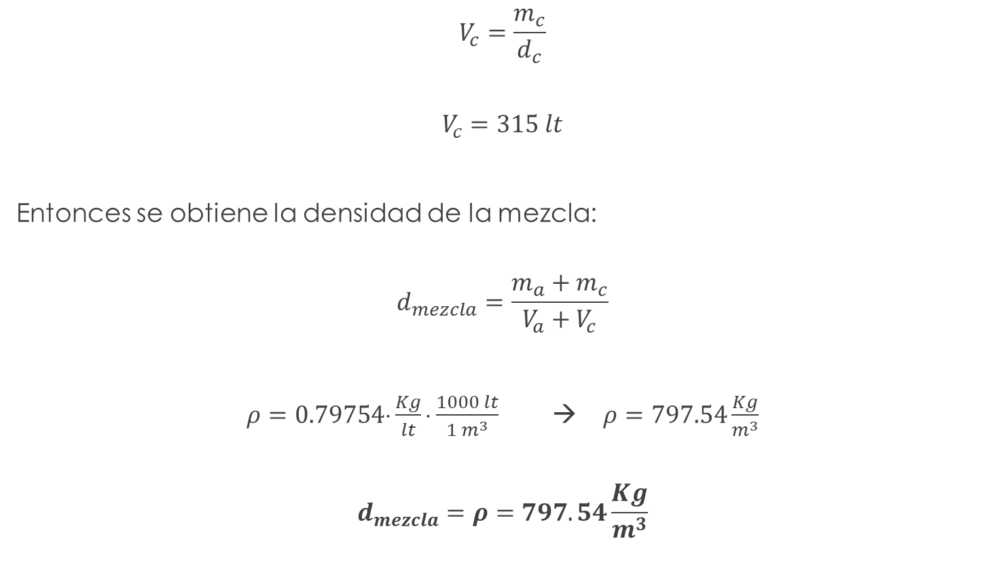 V_c = m_c / d_c
V_c = 315 lt
Entonces se obtiene la densidad de la mezcla:
d_mezcla = (m_a + m_c) / (V_a + V_c)
ρ = 0.79754· Kg/lt · 1000 lt / 1 m³ → ρ = 797.54 Kg/m³
d_mezcla = ρ = 797.54 Kg/m³